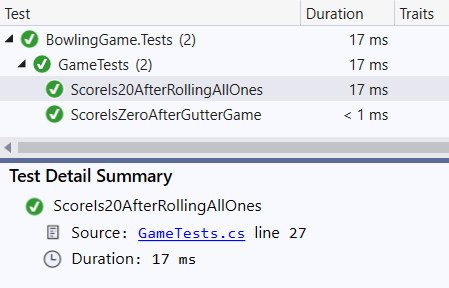 Test Duration Traits
BowlingGame.Tests (2) 17 ms
GameTests (2) 17 ms
ScoreIs20AfterRollingAllOnes 17 ms
ScoreIsZeroAfterGutterGame < 1 ms
Test Detail Summary
ScoreIs20AfterRollingAllOnes
Source: GameTests.cs line 27
Duration: 17 ms